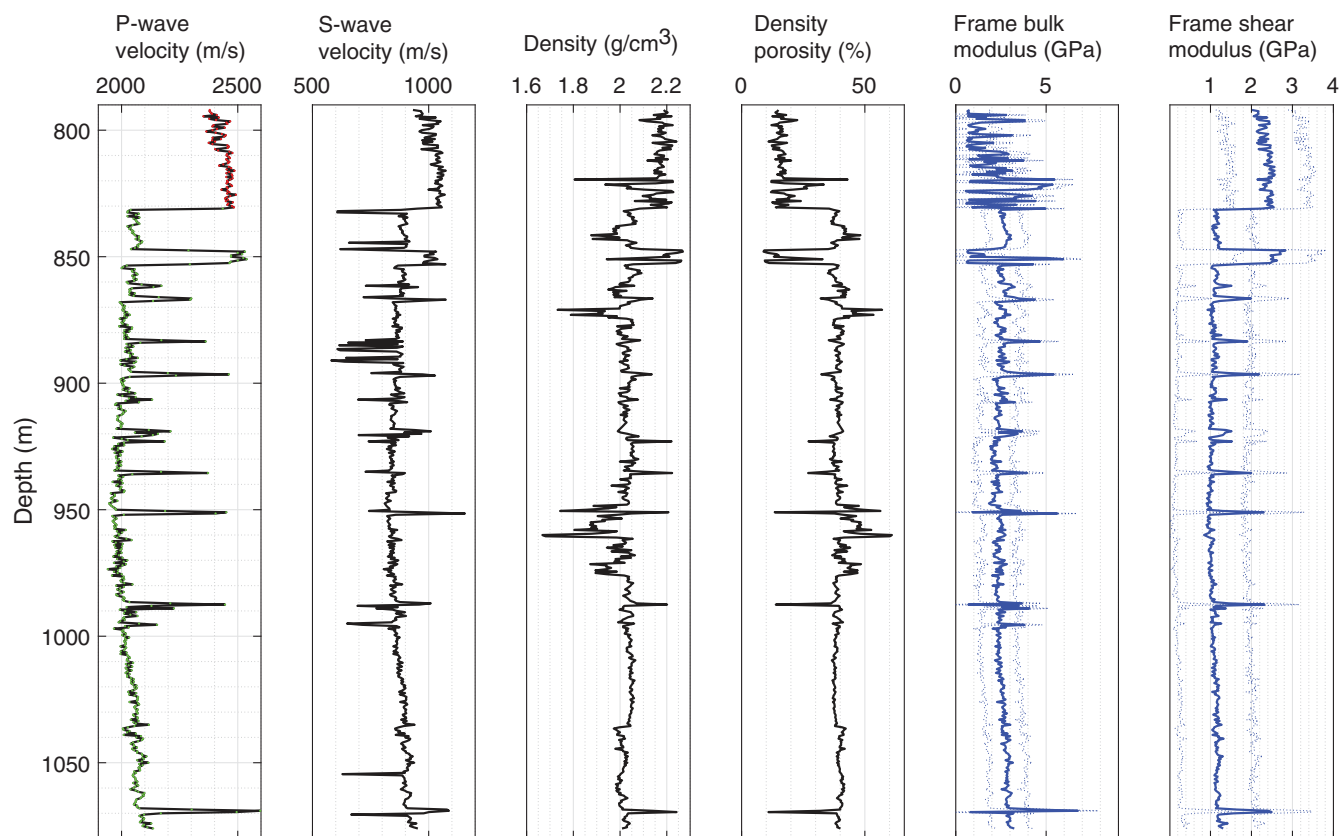 P-wave
velocity (m/s)
2000 2500
S-wave
velocity (m/s)
500 1000
Density (g/cm³)
1.6 1.8 2 2.2
Density
porosity (%)
0 50
Frame bulk
modulus (GPa)
0 5
Frame shear
modulus (GPa)
1 2 3 4
Depth (m)
800
850
900
950
1000
1050